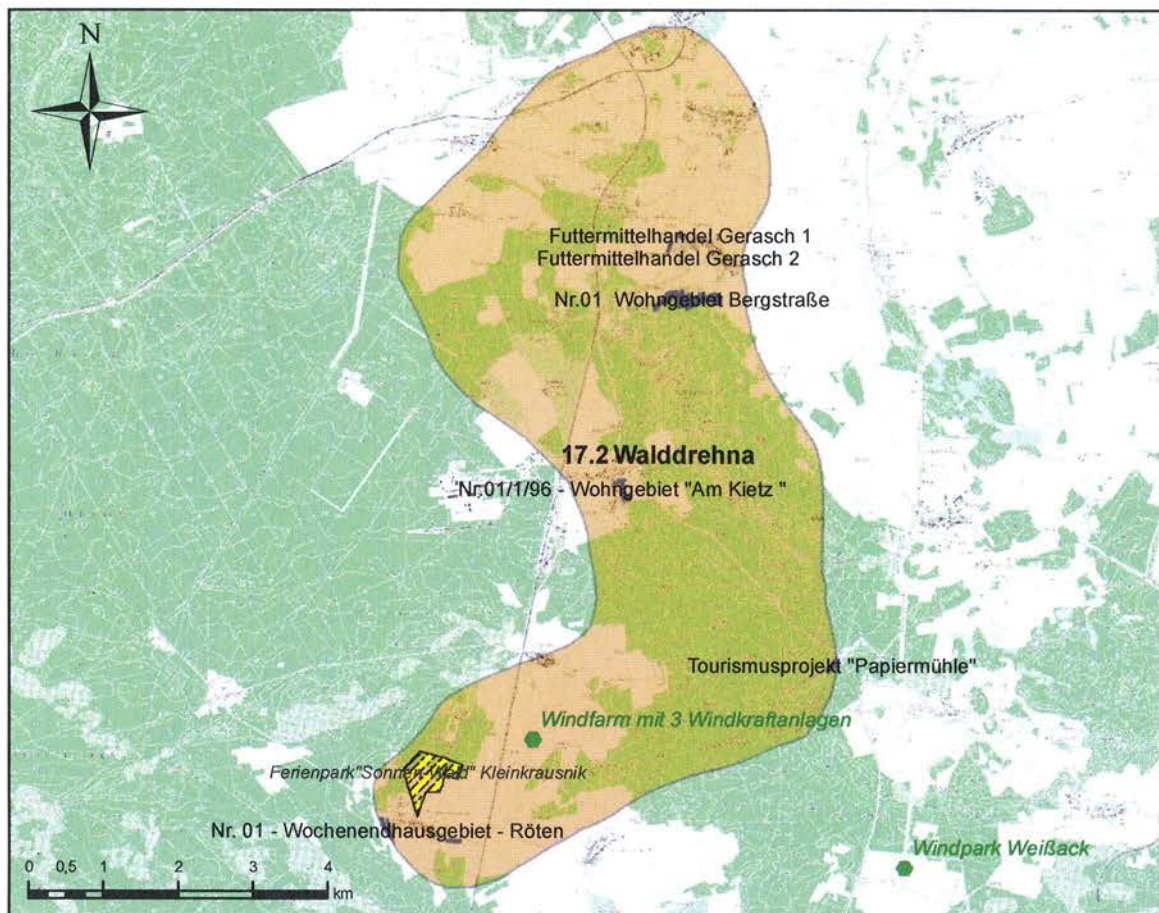 N
Futtermittelhandel Gerasch 1
Futtermittelhandel Gerasch 2
Nr.01 Wohngebiet Bergstraße
17.2 Walddrehna
Nr.01/1/96 - Wohngebiet "Am Kietz "
Tourismusprojekt "Papiermühle"
Windfarm mit 3 Windkraftanlagen
Ferienpark"Sonnen-Wald" Kleinkrausnik
Nr. 01 - Wochenendhausgebiet - Röten
Windpark Weißack
0 0,5 1 2 3 4
km